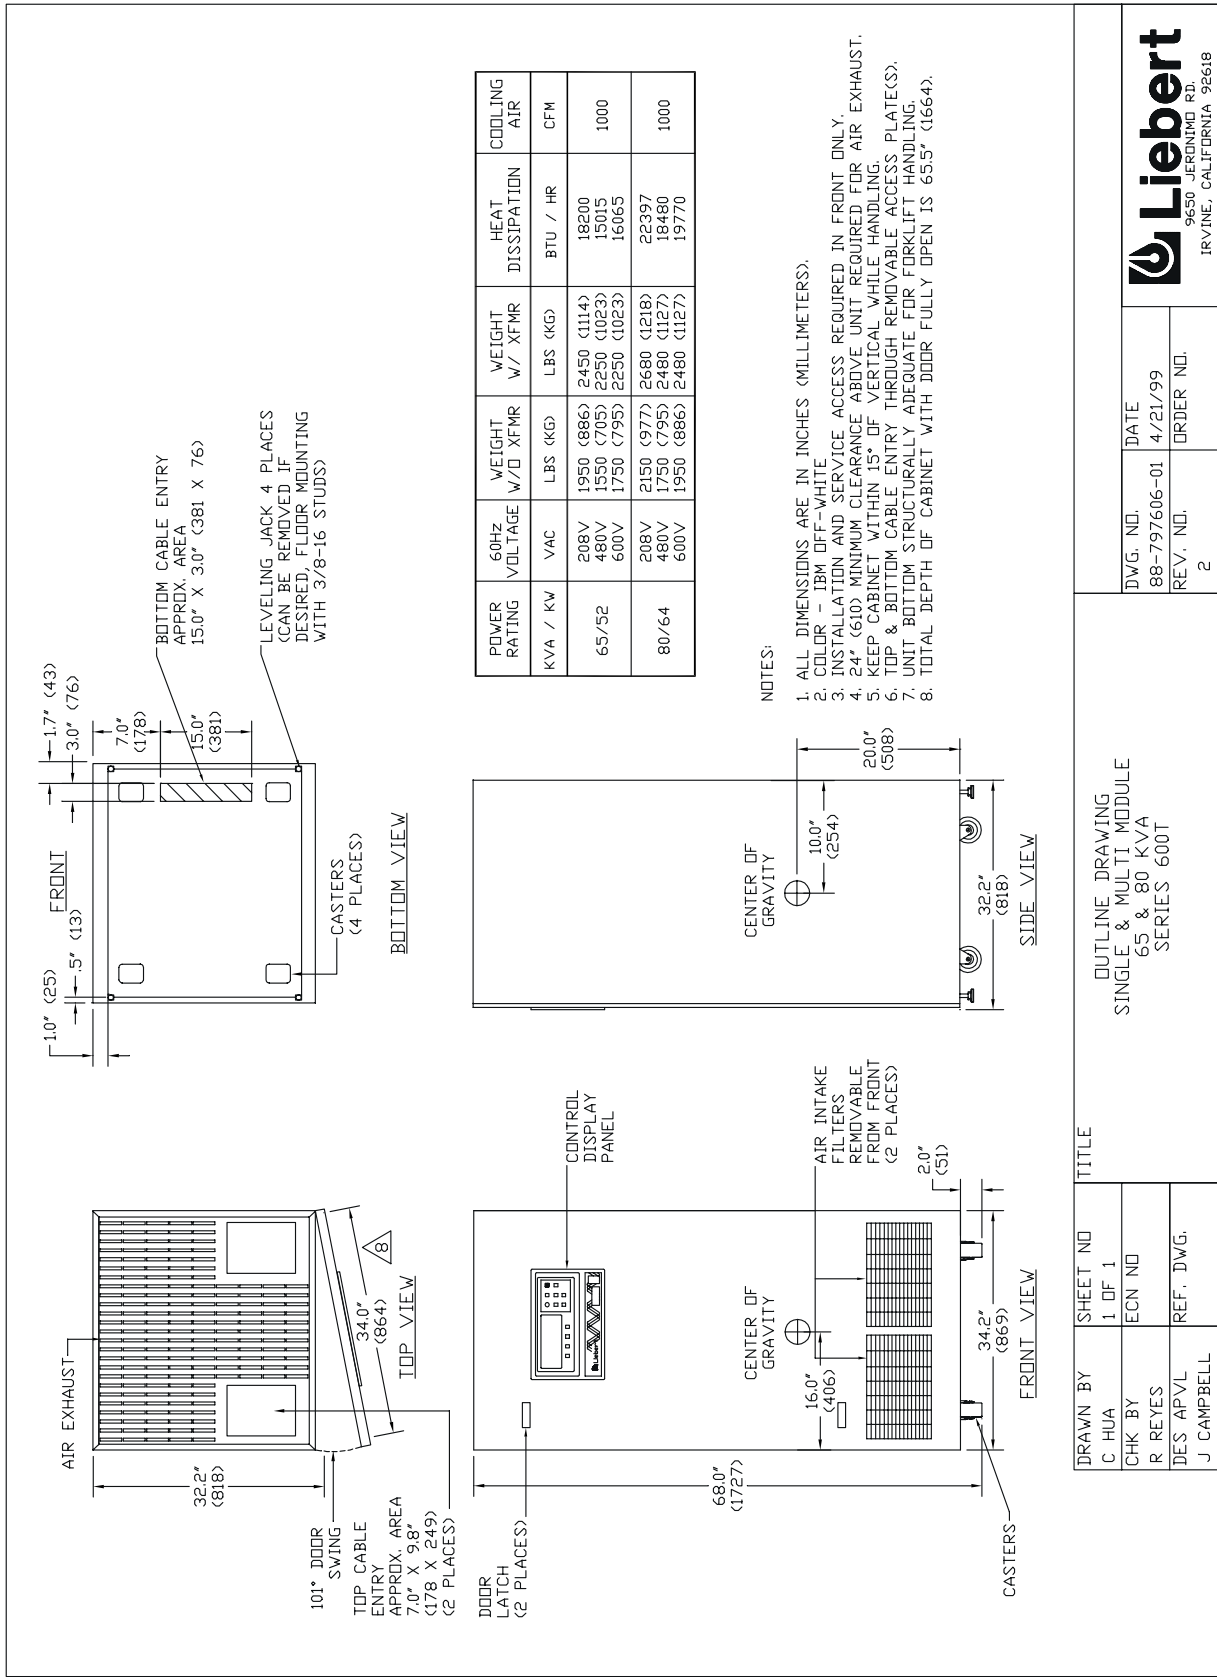 AIR EXHAUST
32.2"
(818)
101° DOOR
SWING
TOP CABLE
ENTRY
APPROX. AREA
7.0" X 9.8"
(178 X 249)
(2 PLACES)
34.0"
(864)
8
TOP VIEW
1.0" (25)
.5" (13)
FRONT
1.7" (43)
3.0" (76)
7.0"
(178)
15.0"
(381)
BOTTOM CABLE ENTRY
APPROX. AREA
15.0" X 3.0" (381 X 76)
LEVELING JACK 4 PLACES
(CAN BE REMOVED IF
DESIRED, FLOOR MOUNTING
WITH 3/8-16 STUDS)
CASTERS
(4 PLACES)
BOTTOM VIEW
DOOR
LATCH
(2 PLACES)
CONTROL
DISPLAY
PANEL
Liebert
CENTER OF
GRAVITY
16.0"
(406)
AIR INTAKE
FILTERS
REMOVABLE
FROM FRONT
(2 PLACES)
2.0"
(51)
68.0"
(1727)
34.2"
(869)
CASTERS
FRONT VIEW
CENTER OF
GRAVITY
10.0"
(254)
20.0"
(508)
32.2"
(818)
SIDE VIEW
POWER RATING 60Hz VOLTAGE WEIGHT W/O XFMR WEIGHT W/ XFMR HEAT DISSIPATION COOLING AIR
KVA / KW VAC LBS (KG) LBS (KG) BTU / HR CFM
208V 1950 (886) 2450 (1114) 18200
65/52 480V 1550 (705) 2250 (1023) 15015 1000
600V 1750 (795) 2250 (1023) 16065
208V 2150 (977) 2680 (1218) 22397
80/64 480V 1750 (795) 2480 (1127) 18480 1000
600V 1950 (886) 2480 (1127) 19770
NOTES:
1. ALL DIMENSIONS ARE IN INCHES (MILLIMETERS).
2. COLOR - IBM OFF-WHITE
3. INSTALLATION AND SERVICE ACCESS REQUIRED IN FRONT ONLY.
4. 24" (610) MINIMUM CLEARANCE ABOVE UNIT REQUIRED FOR AIR EXHAUST.
5. KEEP CABINET WITHIN 15° OF VERTICAL WHILE HANDLING.
6. TOP & BOTTOM CABLE ENTRY THROUGH REMOVABLE ACCESS PLATE(S).
7. UNIT BOTTOM STRUCTURALLY ADEQUATE FOR FORKLIFT HANDLING.
8. TOTAL DEPTH OF CABINET WITH DOOR FULLY OPEN IS 65.5" (1664).
DRAWN BY
C HUA
CHK BY
R REYES
DES APVL
J CAMPBELL
SHEET NO
1 OF 1
ECN NO
REF. DWG.
TITLE
OUTLINE DRAWING
SINGLE & MULTI MODULE
65 & 80 KVA
SERIES 600T
DWG. NO.
88-797606-01
REV. NO.
2
DATE
4/21/99
ORDER NO.
Liebert
9650 JERONIMO RD.
IRVINE, CALIFORNIA 92618